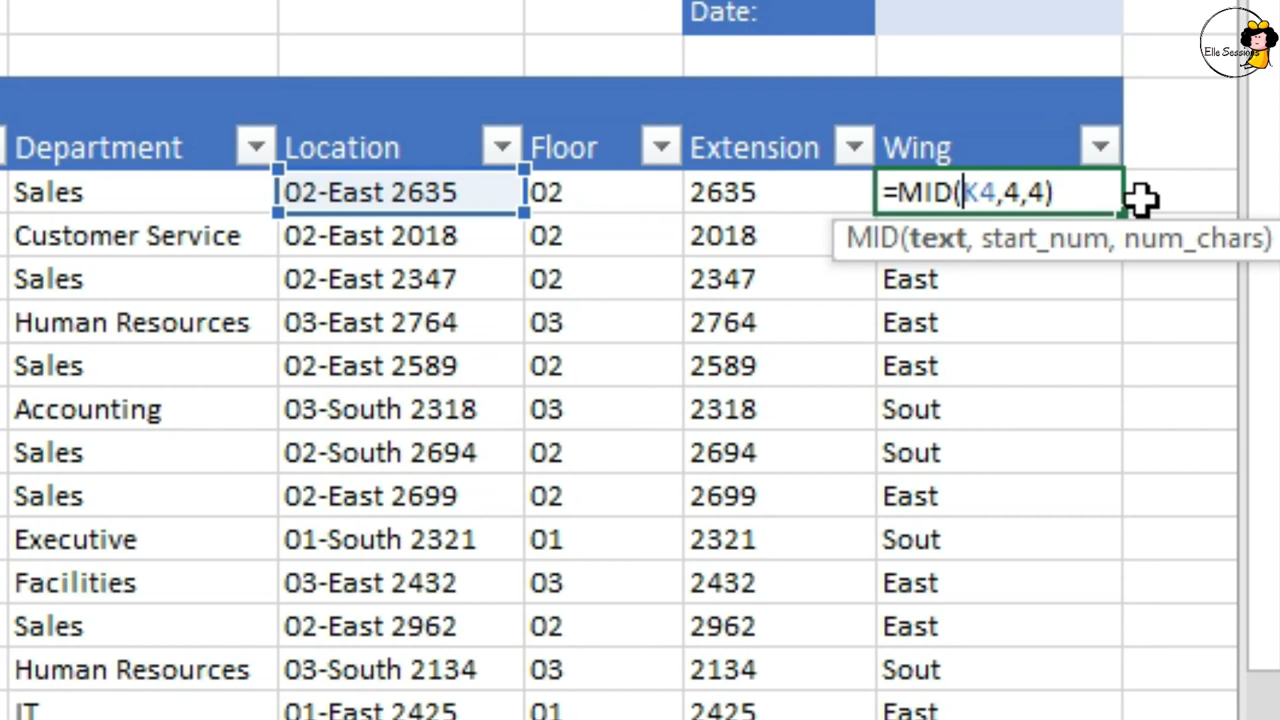 Date:
Elle Sessions
Department Location Floor Extension Wing
Sales 02-East 2635 02 2635 =MID(K4,4,4)
MID(text, start_num, num_chars)
Customer Service 02-East 2018 02 2018
Sales 02-East 2347 02 2347 East
Human Resources 03-East 2764 03 2764 East
Sales 02-East 2589 02 2589 East
Accounting 03-South 2318 03 2318 Sout
Sales 02-South 2694 02 2694 Sout
Sales 02-East 2699 02 2699 East
Executive 01-South 2321 01 2321 Sout
Facilities 03-East 2432 03 2432 East
Sales 02-East 2962 02 2962 East
Human Resources 03-South 2134 03 2134 Sout
IT 01-East 2425 01 2425 East